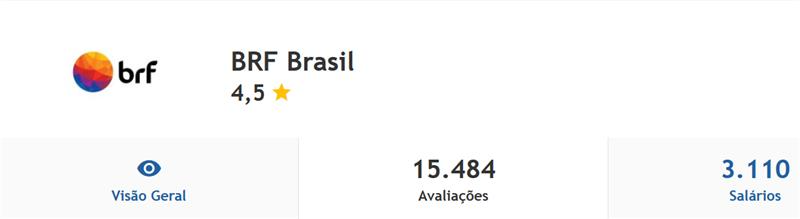 brf
BRF Brasil
4,5
Visão Geral
15.484
Avaliações
3.110
Salários